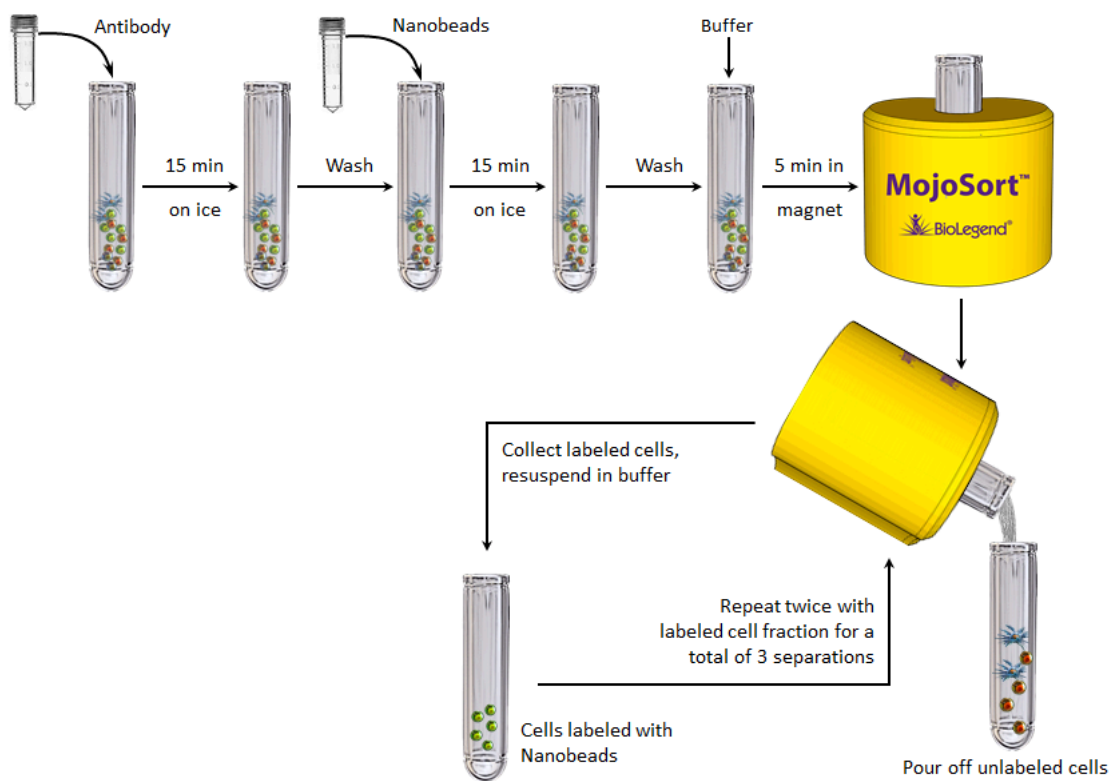 Antibody
Nanobeads
Buffer
15 min
on ice
Wash
15 min
on ice
Wash
5 min in
magnet
MojoSort™
BioLegend®
Collect labeled cells,
resuspend in buffer
Repeat twice with
labeled cell fraction for a
total of 3 separations
Cells labeled with
Nanobeads
Pour off unlabeled cells